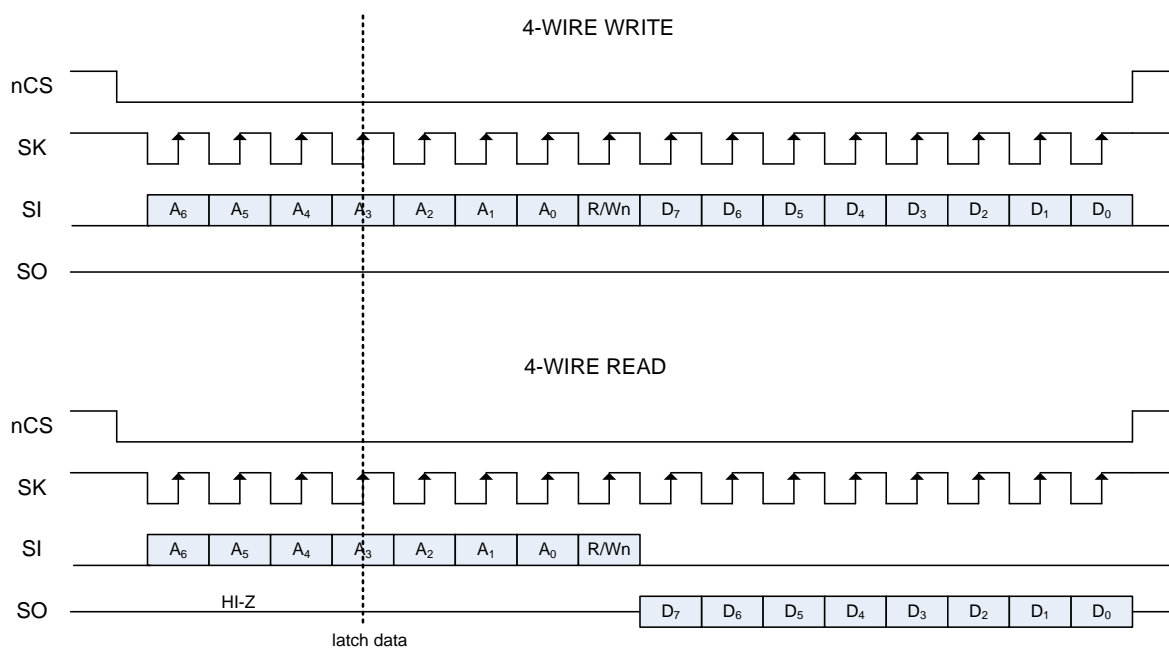 4-WIRE WRITE
nCS
SK
SI A₆ A₅ A₄ A₃ A₂ A₁ A₀ R/Wn D₇ D₆ D₅ D₄ D₃ D₂ D₁ D₀
SO
4-WIRE READ
nCS
SK
SI A₆ A₅ A₄ A₃ A₂ A₁ A₀ R/Wn
SO HI-Z D₇ D₆ D₅ D₄ D₃ D₂ D₁ D₀
latch data